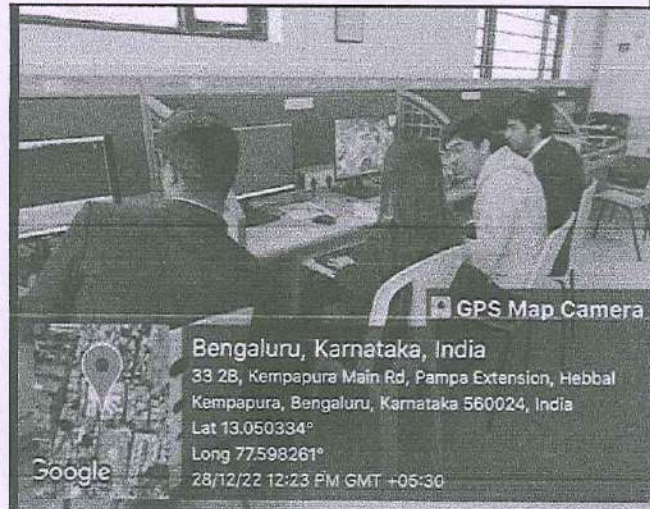 GPS Map Camera
Bengaluru, Karnataka, India
33 2B, Kempapura Main Rd, Pampa Extension, Hebbal
Kempapura, Bengaluru, Karnataka 560024, India
Lat 13.050334°
Long 77.598261°
Google
28/12/22 12:23 PM GMT +05:30